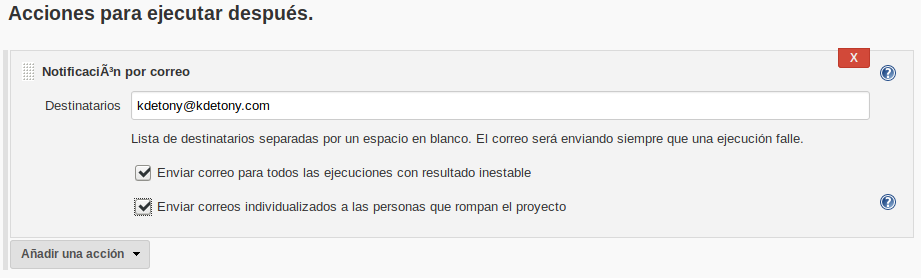 Acciones para ejecutar después.
X
NotificaciÃ³n por correo
?
Destinatarios
kdetony@kdetony.com
Lista de destinatarios separadas por un espacio en blanco. El correo será enviando siempre que una ejecución falle.
Enviar correo para todos las ejecuciones con resultado inestable
Enviar correos individualizados a las personas que rompan el proyecto
?
Añadir una acción